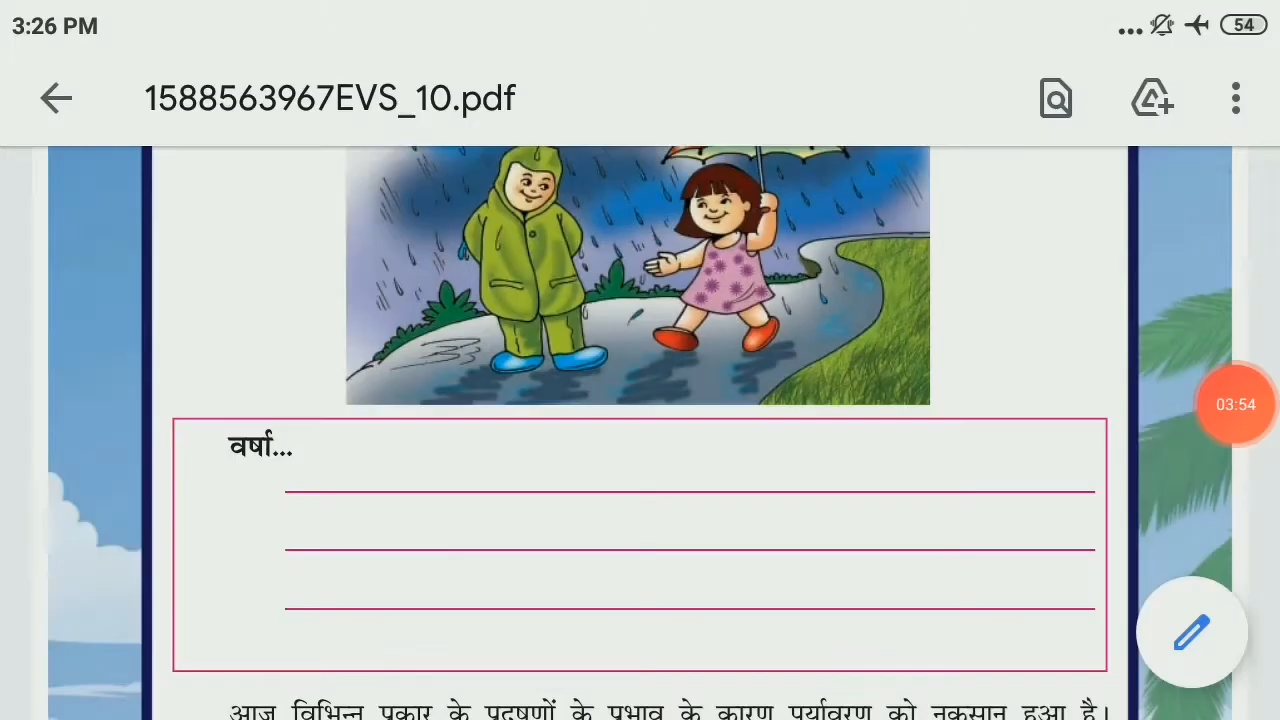 3:26 PM
54
1588563967EVS_10.pdf
03:54
वर्षा...
आज विभिन्न प्रकार के प्रदूषणों के प्रभाव के कारण पर्यावरण को नुकसान हुआ है।